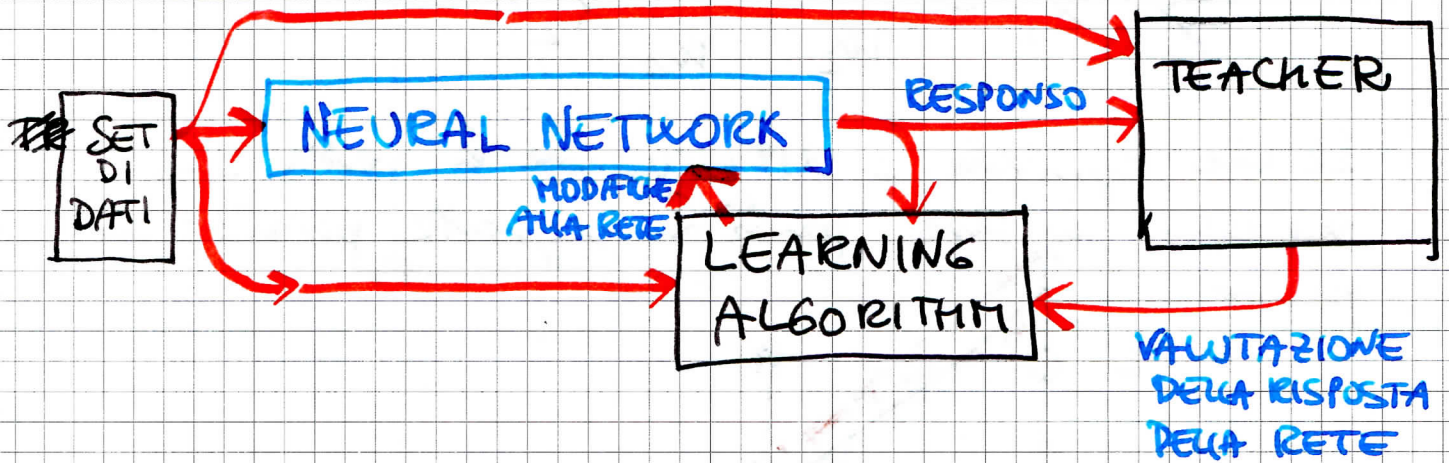 SET
DI
DATI
NEURAL NETWORK
RESPONSO
TEACHER
MODIFICHE
ALLA RETE
LEARNING
ALGORITHM
VALUTAZIONE
DELLA RISPOSTA
DELLA RETE